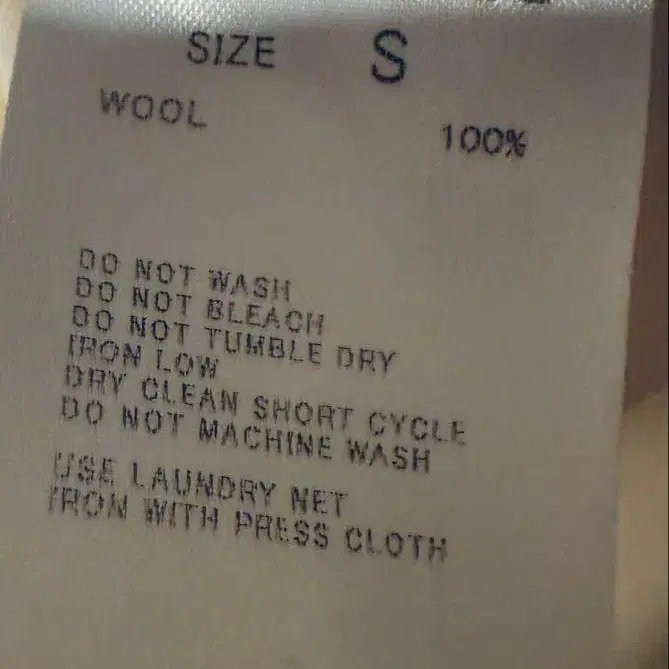 SIZE S
WOOL 100%
DO NOT WASH
DO NOT BLEACH
DO NOT TUMBLE DRY
IRON LOW
DRY CLEAN SHORT CYCLE
DO NOT MACHINE WASH
USE LAUNDRY NET
IRON WITH PRESS CLOTH